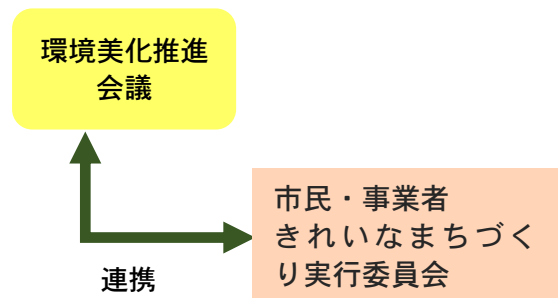 環境美化推進
会議
市民・事業者
きれいなまちづく
り実行委員会
連携